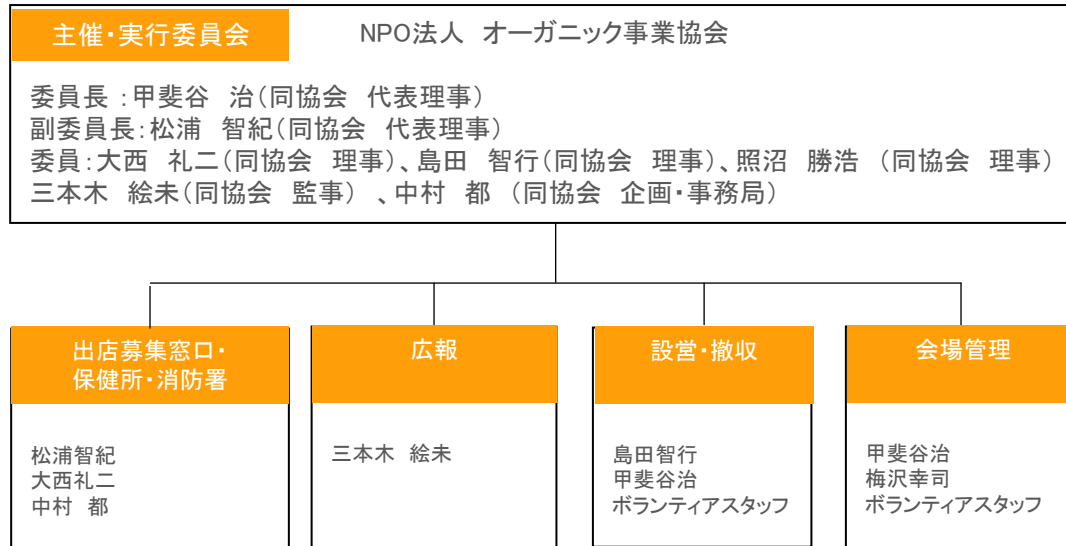 主催・実行委員会
NPO法人 オーガニック事業協会
委員長 :甲斐谷 治(同協会 代表理事)
副委員長:松浦 智紀(同協会 代表理事)
委員:大西 礼二(同協会 理事)、島田 智行(同協会 理事)、照沼 勝浩 (同協会 理事)
三本木 絵未(同協会 監事) 、中村 都 (同協会 企画・事務局)
出店募集窓口・
保健所・消防署
松浦智紀
大西礼二
中村 都
広報
三本木 絵未
設営・撤収
島田智行
甲斐谷治
ボランティアスタッフ
会場管理
甲斐谷治
梅沢幸司
ボランティアスタッフ